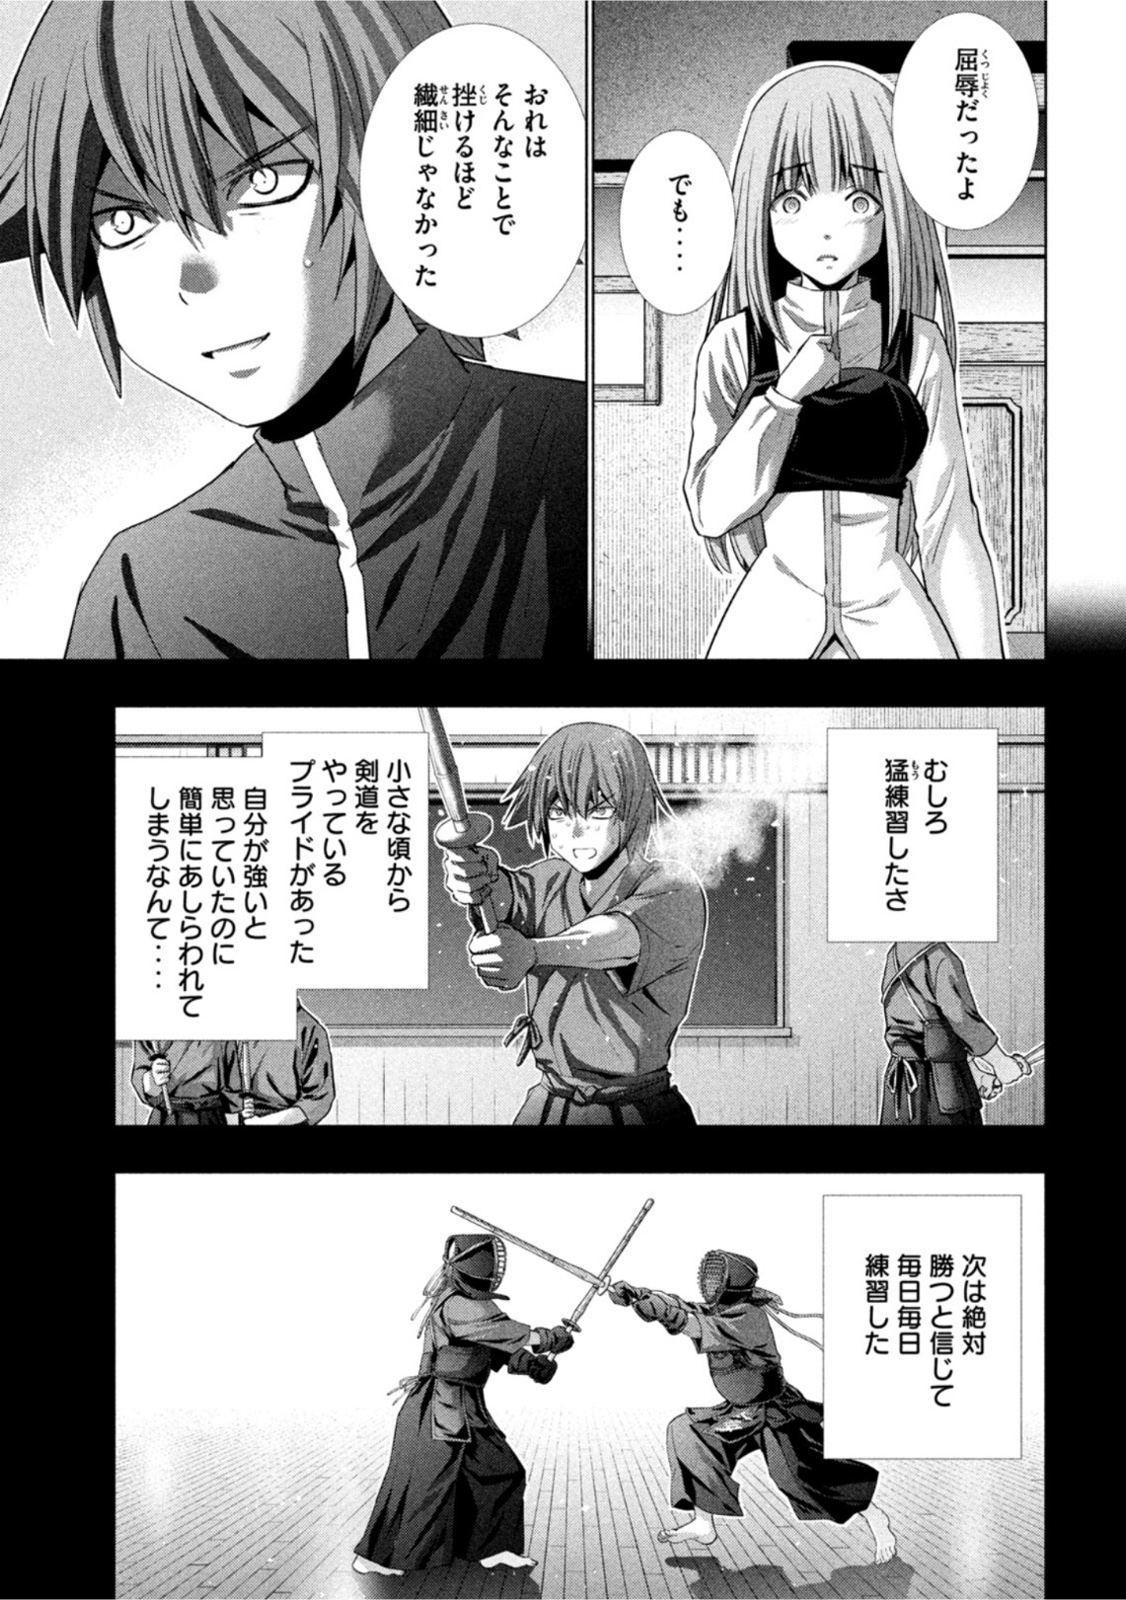 屈辱だったよ
でも････
おれは
そんなことで
挫けるほど
繊細じゃなかった
むしろ
猛練習したさ
小さな頃から
剣道を
やっている
プライドがあった
自分が強いと
思っていたのに
簡単にあしらわれて
しまうなんて････
次は絶対
勝つと信じて
毎日毎日
練習した